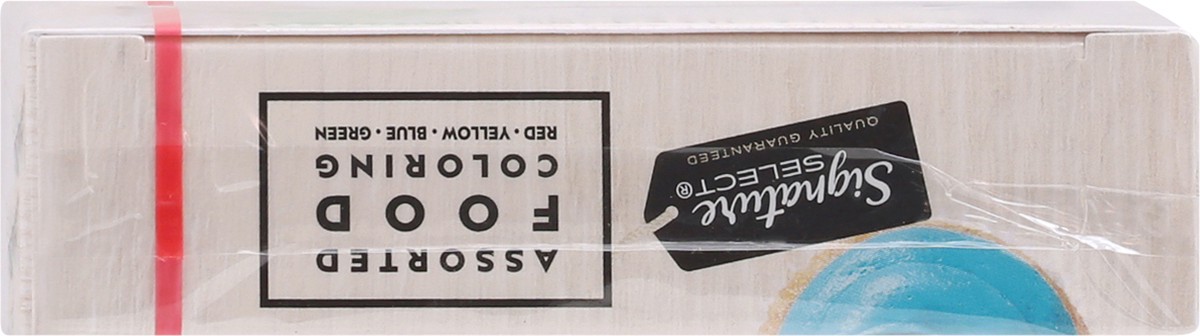 Signature
SELECT®
QUALITY GUARANTEED
ASSORTED
FOOD
COLORING
RED • YELLOW • BLUE • GREEN